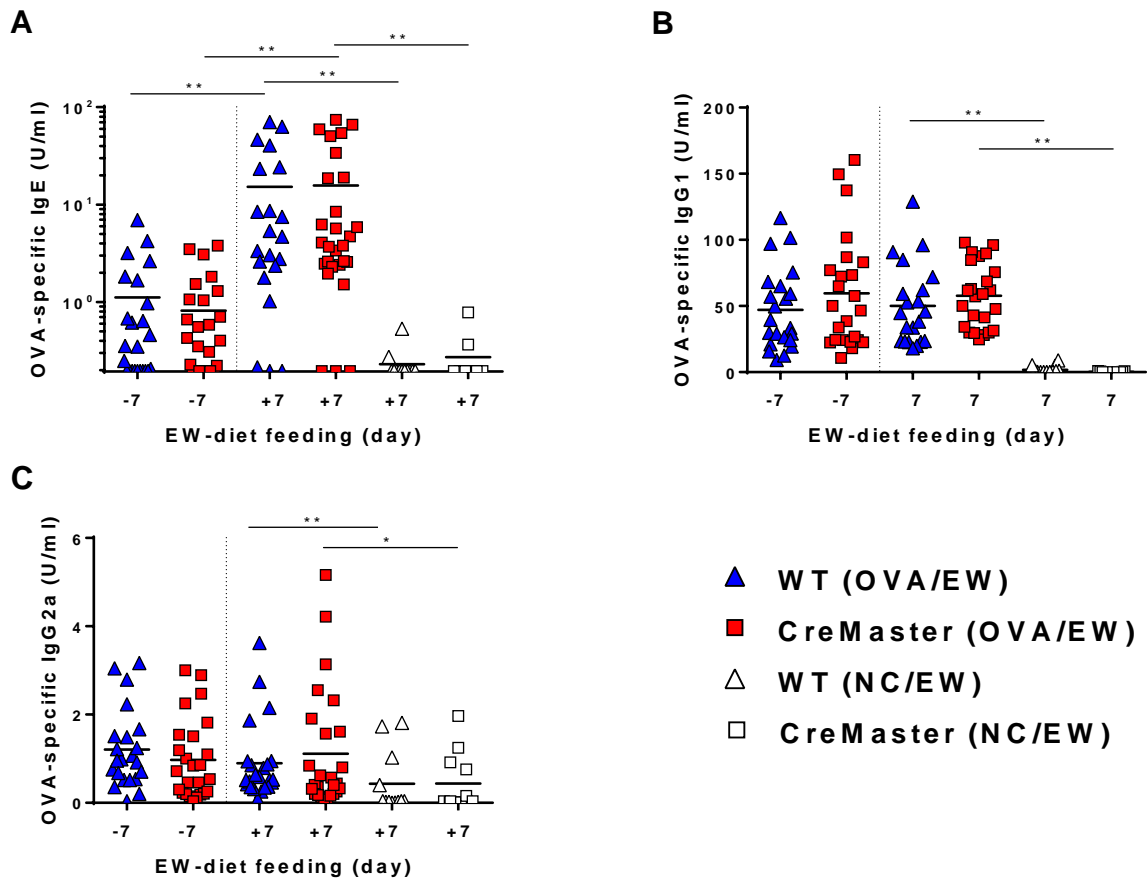 A
**
**
**
**
OVA-specific IgE (U/ml)
10²
10¹
10⁰
-7 -7 +7 +7 +7 +7
EW-diet feeding (day)
B
**
**
OVA-specific IgG1 (U/ml)
200
150
100
50
0
-7 -7 7 7 7 7
EW-diet feeding (day)
C
**
*
OVA-specific IgG2a (U/ml)
6
4
2
0
-7 -7 +7 +7 +7 +7
EW-diet feeding (day)
WT (OVA/EW)
CreMaster (OVA/EW)
WT (NC/EW)
CreMaster (NC/EW)